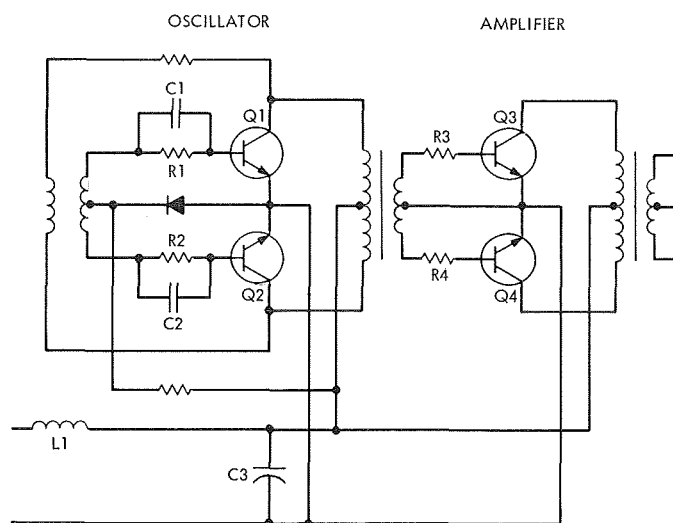 OSCILLATOR
AMPLIFIER
C1
Q1
Q3
R3
R1
R2
R4
Q2
Q4
C2
L1
C3